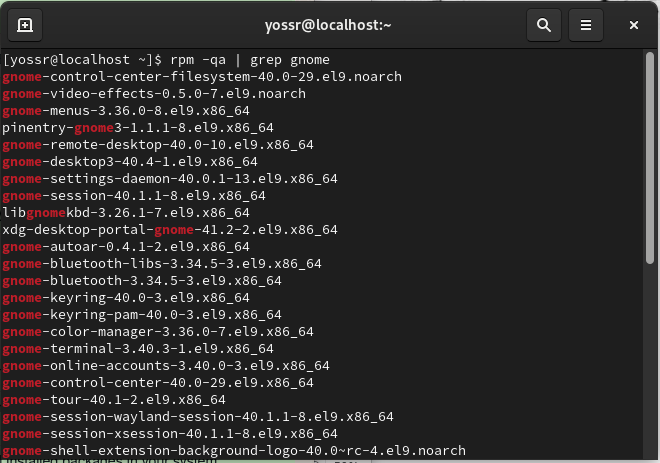 yossr@localhost:~
[yossr@localhost ~]$ rpm -qa | grep gnome
gnome-control-center-filesystem-40.0-29.el9.noarch
gnome-video-effects-0.5.0-7.el9.noarch
gnome-menus-3.36.0-8.el9.x86_64
pinentry-gnome3-1.1.1-8.el9.x86_64
gnome-remote-desktop-40.0-10.el9.x86_64
gnome-desktop3-40.4-1.el9.x86_64
gnome-settings-daemon-40.0.1-13.el9.x86_64
gnome-session-40.1.1-8.el9.x86_64
libgnomekbd-3.26.1-7.el9.x86_64
xdg-desktop-portal-gnome-41.2-2.el9.x86_64
gnome-autoar-0.4.1-2.el9.x86_64
gnome-bluetooth-libs-3.34.5-3.el9.x86_64
gnome-bluetooth-3.34.5-3.el9.x86_64
gnome-keyring-40.0-3.el9.x86_64
gnome-keyring-pam-40.0-3.el9.x86_64
gnome-color-manager-3.36.0-7.el9.x86_64
gnome-terminal-3.40.3-1.el9.x86_64
gnome-online-accounts-3.40.0-3.el9.x86_64
gnome-control-center-40.0-29.el9.x86_64
gnome-tour-40.1-2.el9.x86_64
gnome-session-wayland-session-40.1.1-8.el9.x86_64
gnome-session-xsession-40.1.1-8.el9.x86_64
gnome-shell-extension-background-logo-40.0~rc-4.el9.noarch
installed packages in your system